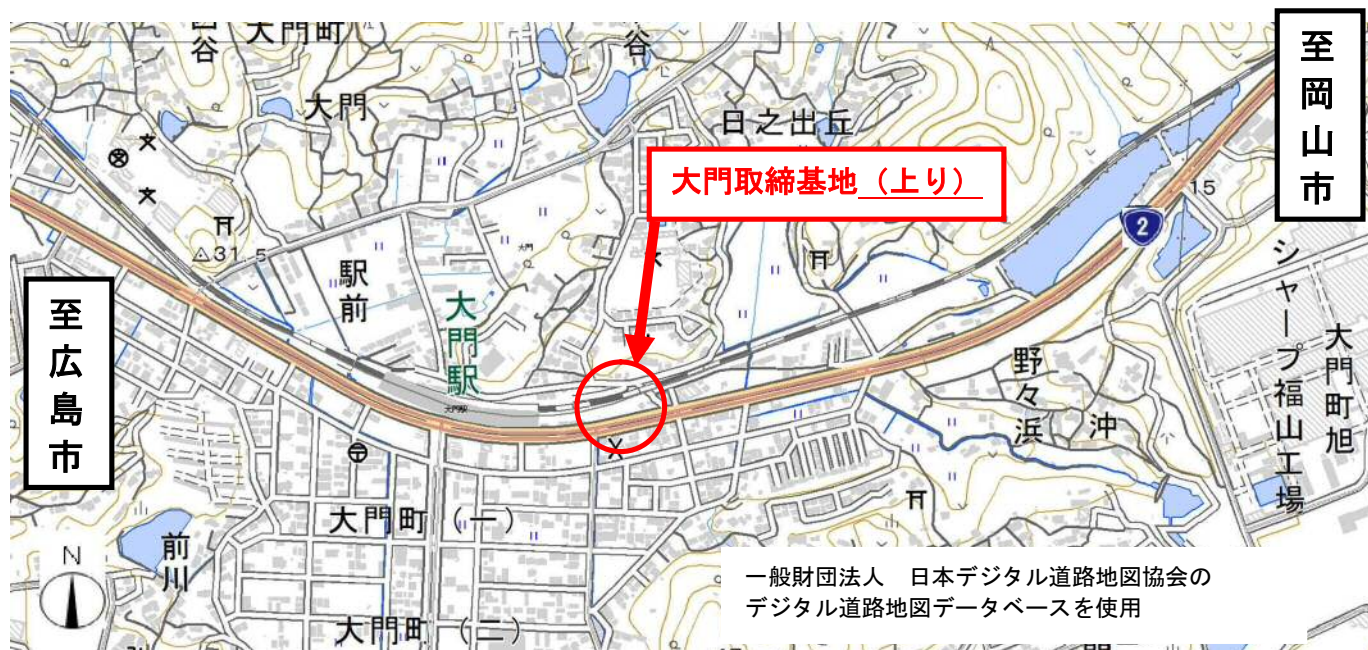 大門町
谷
至岡山市
大門
日之出丘
大門取締基地（上り）
15
2
31.5
駅前
大門駅
至広島市
シャープ福山工場
大門町旭
野々浜
沖
大門町（一）
前川
N
一般財団法人　日本デジタル道路地図協会の
デジタル道路地図データベースを使用
大門町（二）